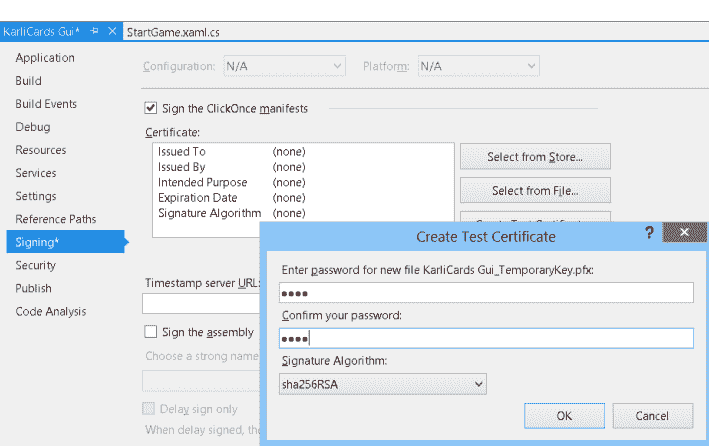 KarliCards Gui*
StartGame.xaml.cs
Application
Build
Build Events
Debug
Resources
Services
Settings
Reference Paths
Signing*
Security
Publish
Code Analysis
Configuration: N/A Platform: N/A
Sign the ClickOnce manifests
Certificate:
Issued To (none)
Issued By (none)
Intended Purpose (none)
Expiration Date (none)
Signature Algorithm (none)
Select from Store...
Select from File...
Timestamp server URL:
Sign the assembly
Choose a strong name
Delay sign only
When delay signed, the
Create Test Certificate
?
Enter password for new file KarliCards Gui_TemporaryKey.pfx:
Confirm your password:
Signature Algorithm:
sha256RSA
OK Cancel